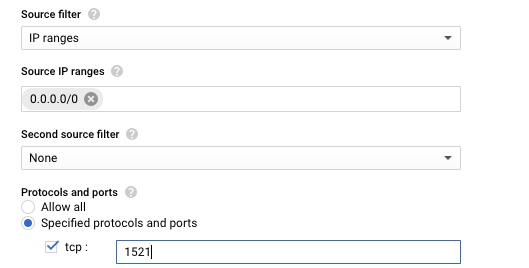 Source filter
IP ranges
Source IP ranges
0.0.0.0/0
Second source filter
None
Protocols and ports
Allow all
Specified protocols and ports
tcp : 1521